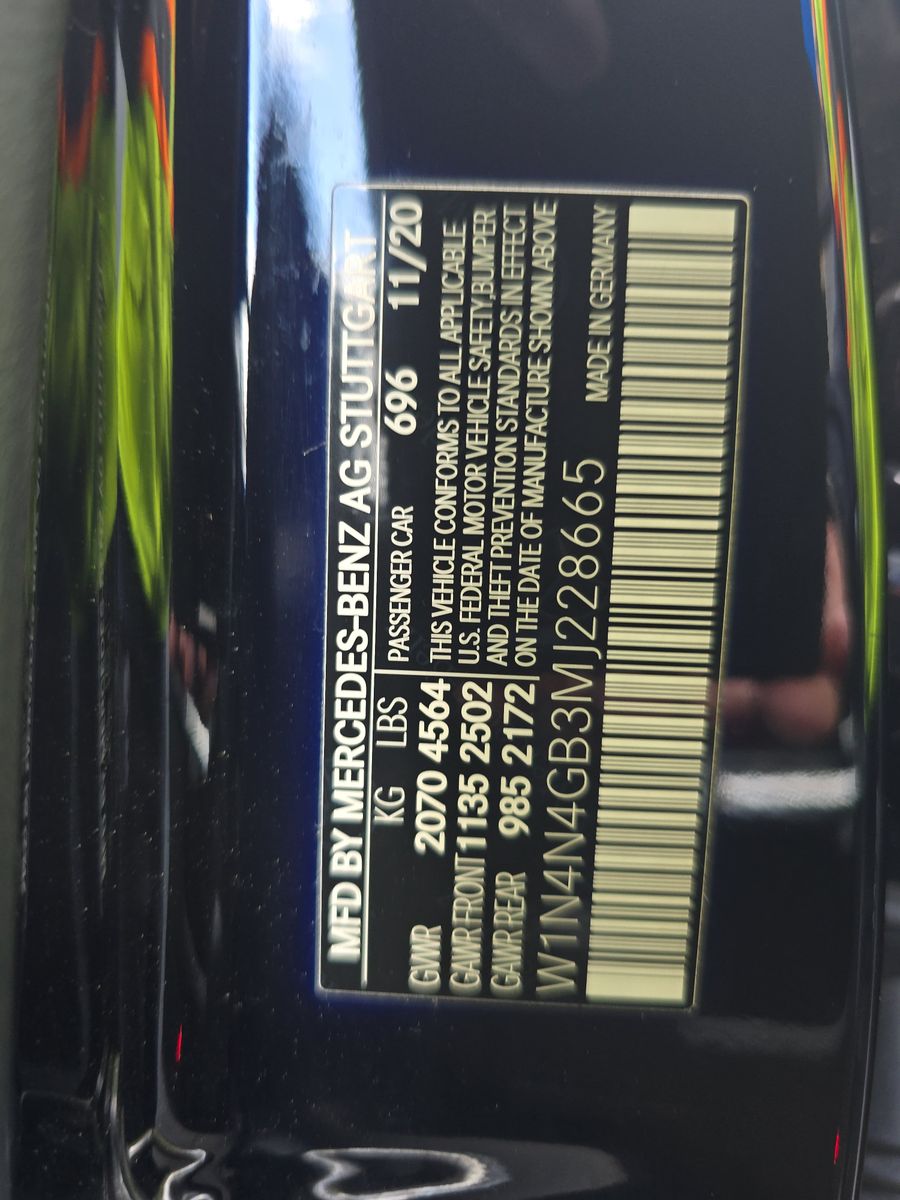 MFD BY MERCEDES-BENZ AG STUTTGART
KG LBS PASSENGER CAR 696 11/20
GVWR 2070 4564 THIS VEHICLE CONFORMS TO ALL APPLICABLE
GAWR FRONT 1135 2502 U.S. FEDERAL MOTOR VEHICLE SAFETY,BUMPER
GAWR REAR 985 2172 AND THEFT PREVENTION STANDARDS IN EFFECT
ON THE DATE OF MANUFACTURE SHOWN ABOVE
W1N4N4GB3MJ228665 MADE IN GERMANY